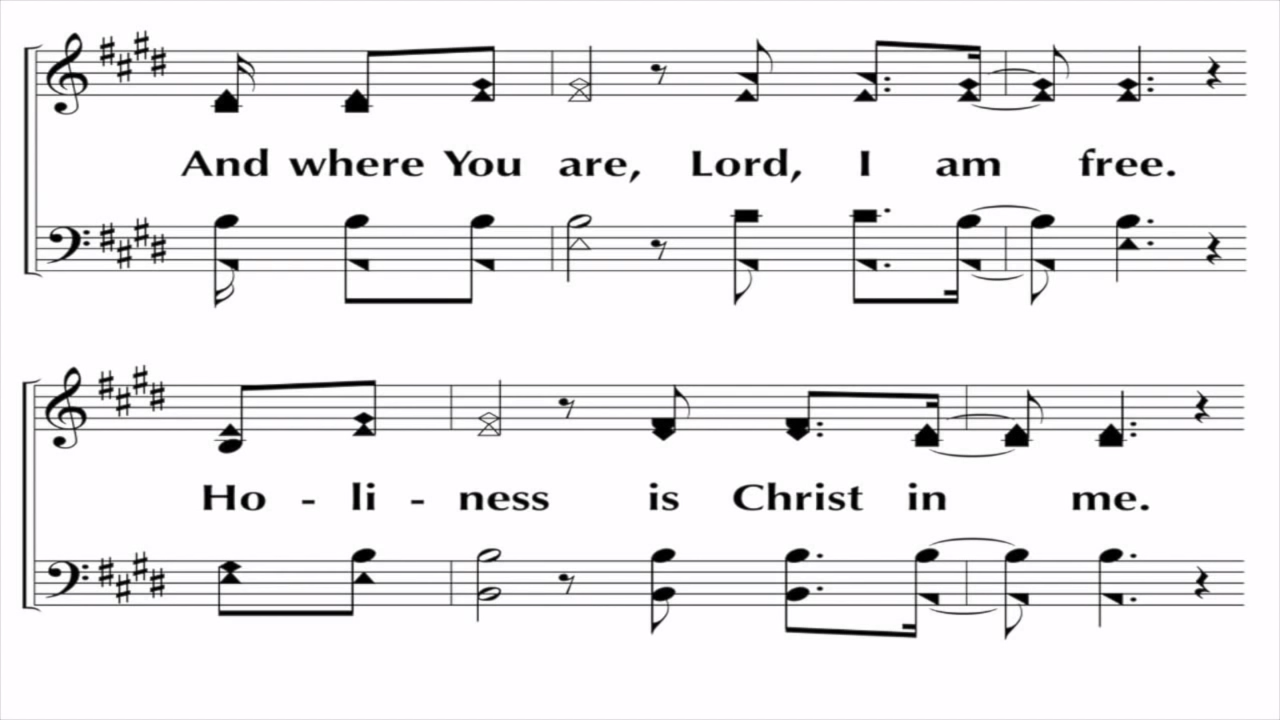 And where You are, Lord, I am free.
Ho - li - ness is Christ in me.